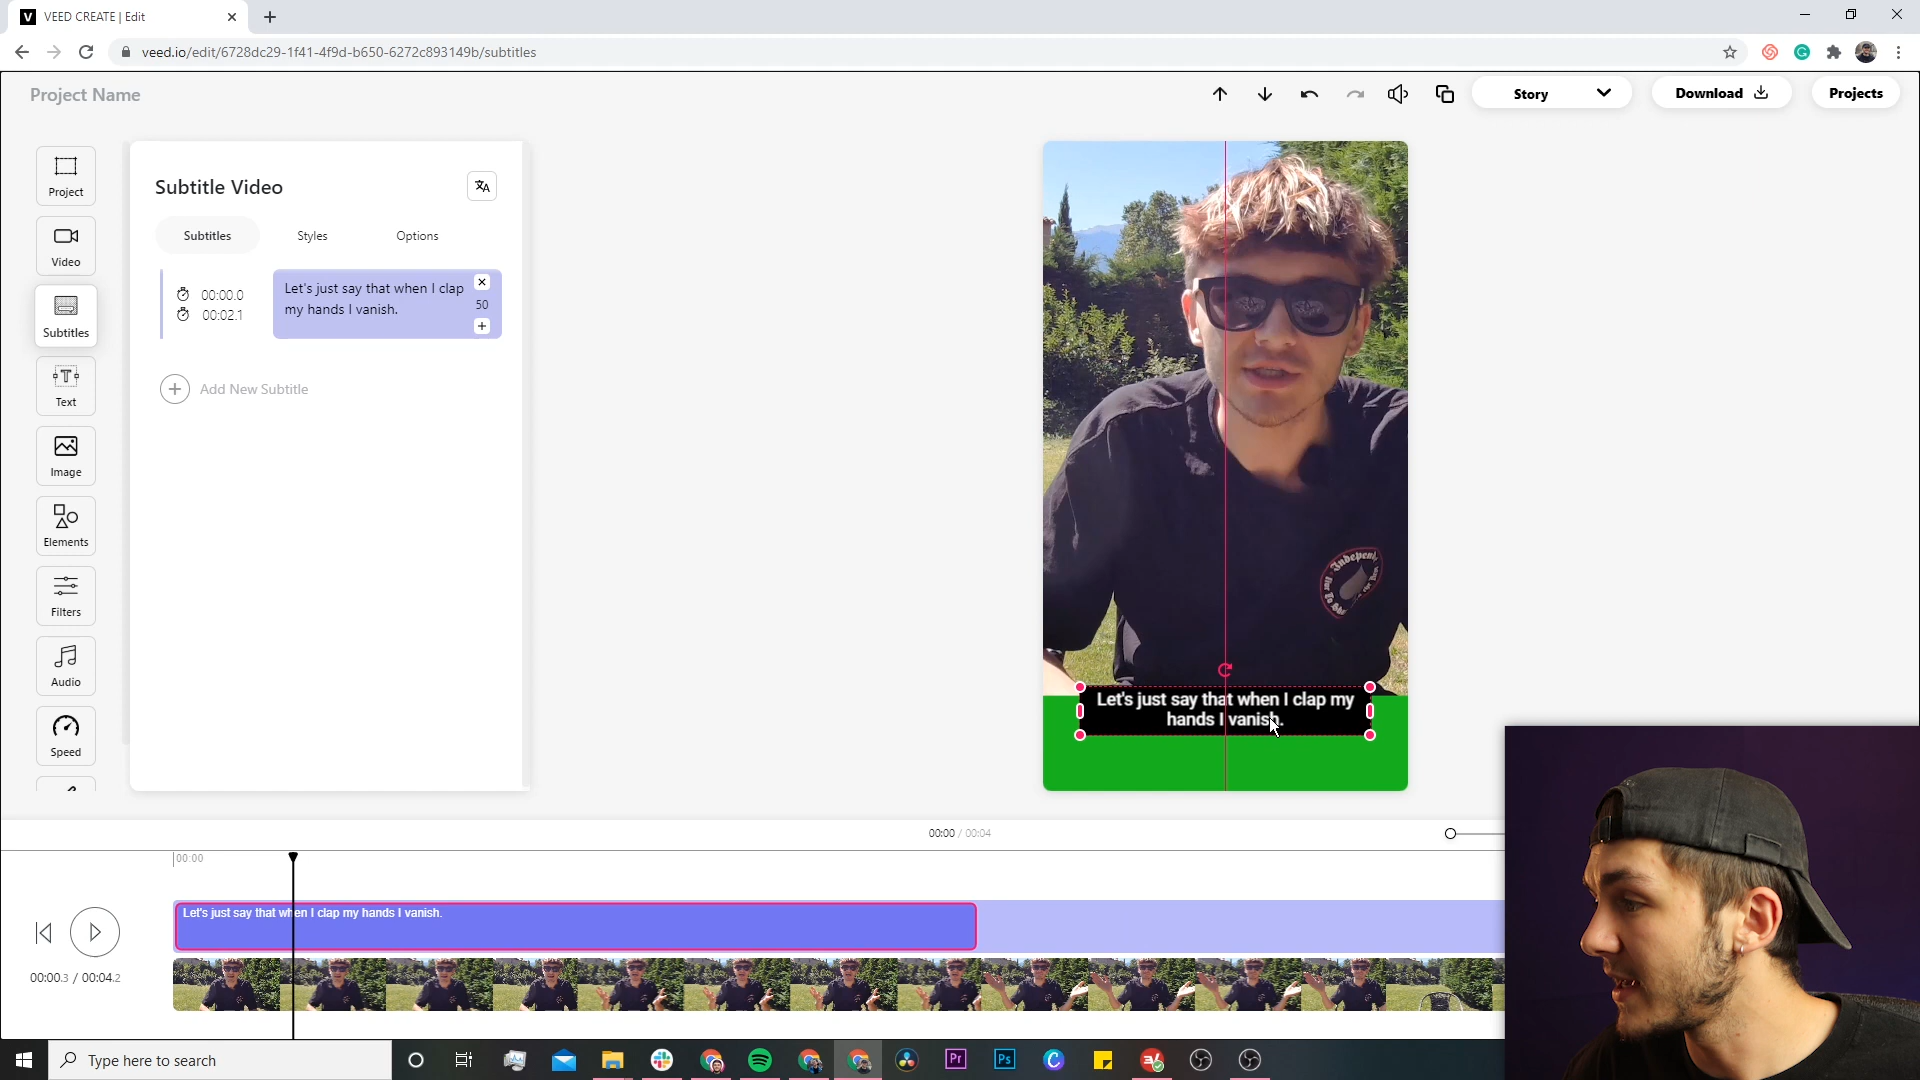 VEED CREATE | Edit
veed.io/edit/6728dc29-1f41-4f9d-b650-6272c893149b/subtitles
Project Name
Story
Download
Projects
Project
Video
Subtitles
Text
Image
Elements
Filters
Audio
Speed
Subtitle Video
Subtitles
Styles
Options
00:00.0
00:02.1
Let's just say that when I clap
my hands I vanish.
50
Add New Subtitle
Independ
Let's just say that when I clap my
hands I vanish.
00:00 / 00:04
00:00
Let's just say that when I clap my hands I vanish.
00:00.3 / 00:04.2
Type here to search
Pr
Ps